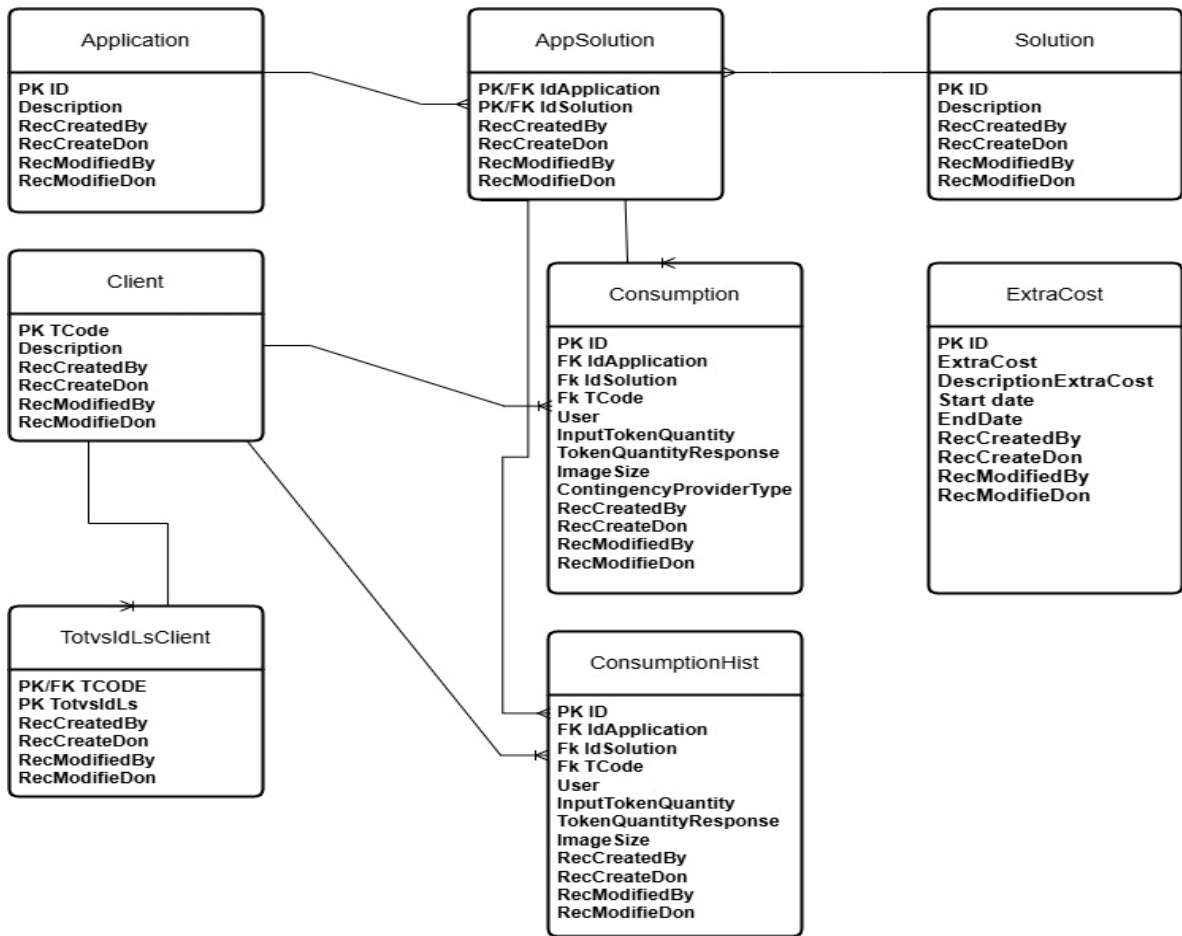 Application
PK ID
Description
RecCreatedBy
RecCreateDon
RecModifiedBy
RecModifieDon
AppSolution
PK/FK IdApplication
PK/FK IdSolution
RecCreatedBy
RecCreateDon
RecModifiedBy
RecModifieDon
Solution
PK ID
Description
RecCreatedBy
RecCreateDon
RecModifiedBy
RecModifieDon
Client
PK TCode
Description
RecCreatedBy
RecCreateDon
RecModifiedBy
RecModifieDon
Consumption
PK ID
FK IdApplication
Fk IdSolution
Fk TCode
User
InputTokenQuantity
TokenQuantityResponse
ImageSize
ContingencyProviderType
RecCreatedBy
RecCreateDon
RecModifiedBy
RecModifieDon
ExtraCost
PK ID
ExtraCost
DescriptionExtraCost
Start date
EndDate
RecCreatedBy
RecCreateDon
RecModifiedBy
RecModifieDon
TotvsIdLsClient
PK/FK TCODE
PK TotvsIdLs
RecCreatedBy
RecCreateDon
RecModifiedBy
RecModifieDon
ConsumptionHist
PK ID
FK IdApplication
Fk IdSolution
Fk TCode
User
InputTokenQuantity
TokenQuantityResponse
ImageSize
RecCreatedBy
RecCreateDon
RecModifiedBy
RecModifieDon